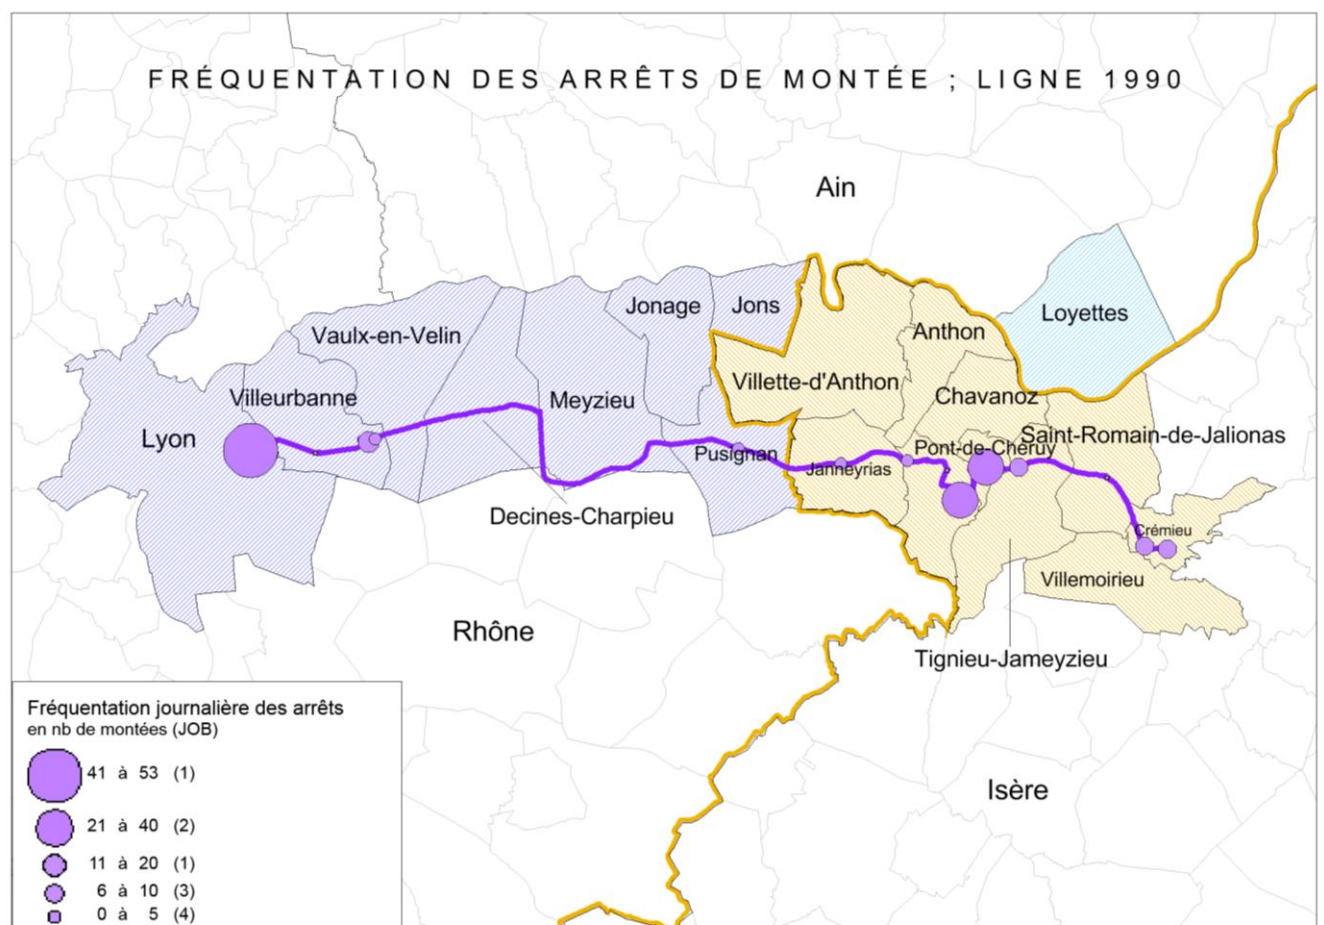 FRÉQUENTATION DES ARRÊTS DE MONTÉE ; LIGNE 1990
Ain
Jonage
Jons
Loyettes
Vaulx-en-Velin
Anthon
Villette-d'Anthon
Villeurbanne
Meyzieu
Chavanoz
Lyon
Saint-Romain-de-Jalionas
Pont-de-Chéruy
Pusignan
Janneyrias
Decines-Charpieu
Crémieu
Villemoirieu
Rhône
Tignieu-Jameyzieu
Isère
Fréquentation journalière des arrêts
en nb de montées (JOB)
41 à 53 (1)
21 à 40 (2)
11 à 20 (1)
6 à 10 (3)
0 à 5 (4)